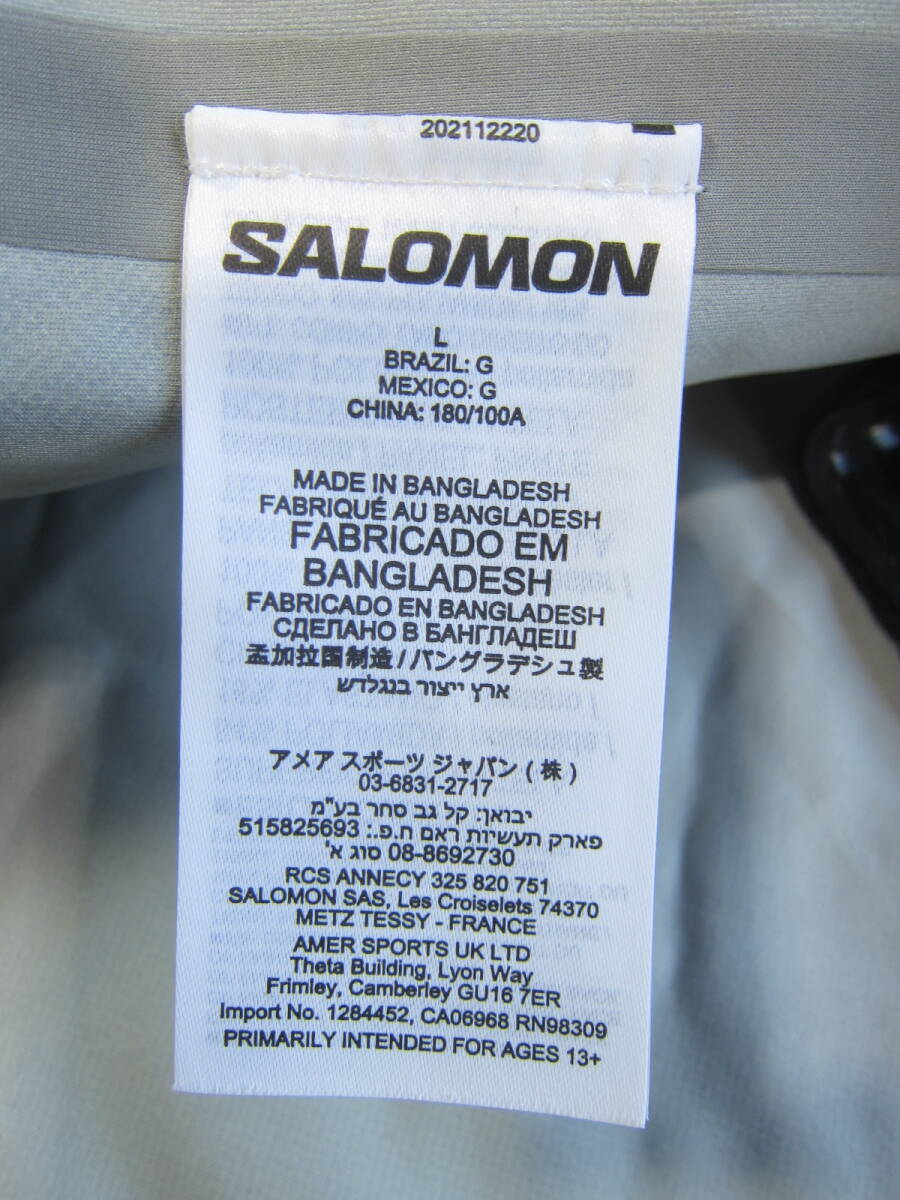 202112220
SALOMON
L
BRAZIL: G
MEXICO: G
CHINA: 180/100A
MADE IN BANGLADESH
FABRIQUÉ AU BANGLADESH
FABRICADO EM
BANGLADESH
FABRICADO EN BANGLADESH
СДЕЛАНО В БАНГЛАДЕШ
孟加拉国制造/バングラデシュ製
ארץ ייצור בנגלדש
アメア スポーツ ジャパン (株)
03-6831-2717
יבואן: קל גב סחר בע"מ
פארק תעשיות ראם ח.פ.: 515825693
08-8692730 סוג א'
RCS ANNECY 325 820 751
SALOMON SAS, Les Croiselets 74370
METZ TESSY - FRANCE
AMER SPORTS UK LTD
Theta Building, Lyon Way
Frimley, Camberley GU16 7ER
Import No. 1284452, CA06968 RN98309
PRIMARILY INTENDED FOR AGES 13+